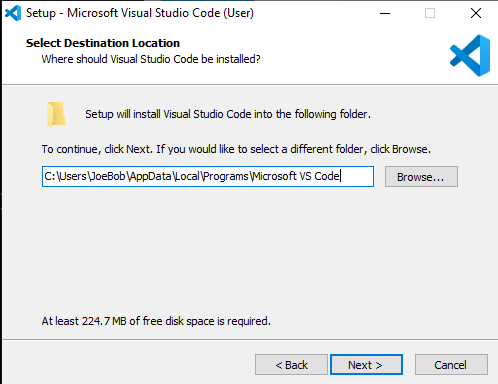 Setup - Microsoft Visual Studio Code (User)
Select Destination Location
Where should Visual Studio Code be installed?
Setup will install Visual Studio Code into the following folder.
To continue, click Next. If you would like to select a different folder, click Browse.
C:\Users\JoeBob\AppData\Local\Programs\Microsoft VS Code
Browse...
At least 224.7 MB of free disk space is required.
< Back
Next >
Cancel